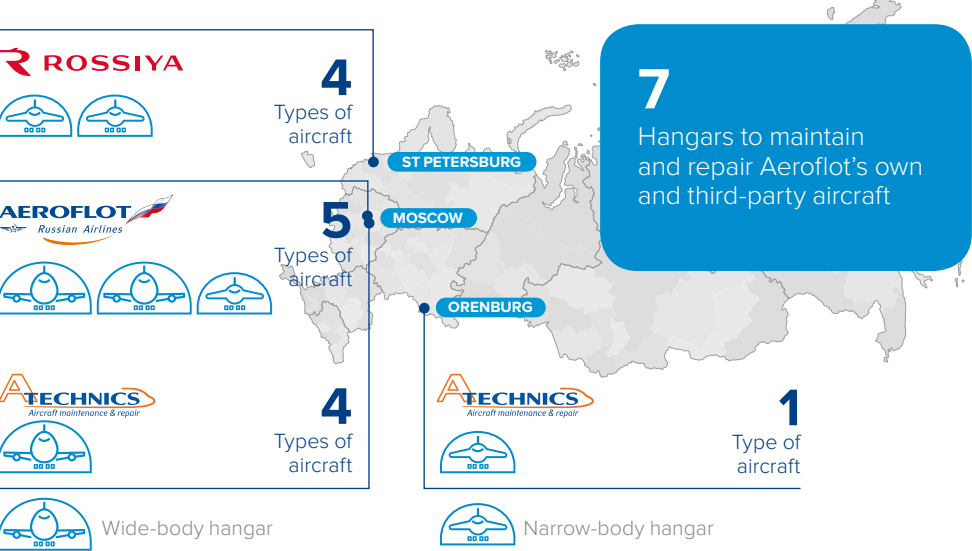 ROSSIYA
4
Types of
aircraft
ST PETERSBURG
7
Hangars to maintain
and repair Aeroflot’s own
and third-party aircraft
AEROFLOT
Russian Airlines
5
Types of
aircraft
MOSCOW
ORENBURG
ATECHNICS
Aircraft maintenance & repair
4
Types of
aircraft
ATECHNICS
Aircraft maintenance & repair
1
Type of
aircraft
Wide-body hangar
Narrow-body hangar